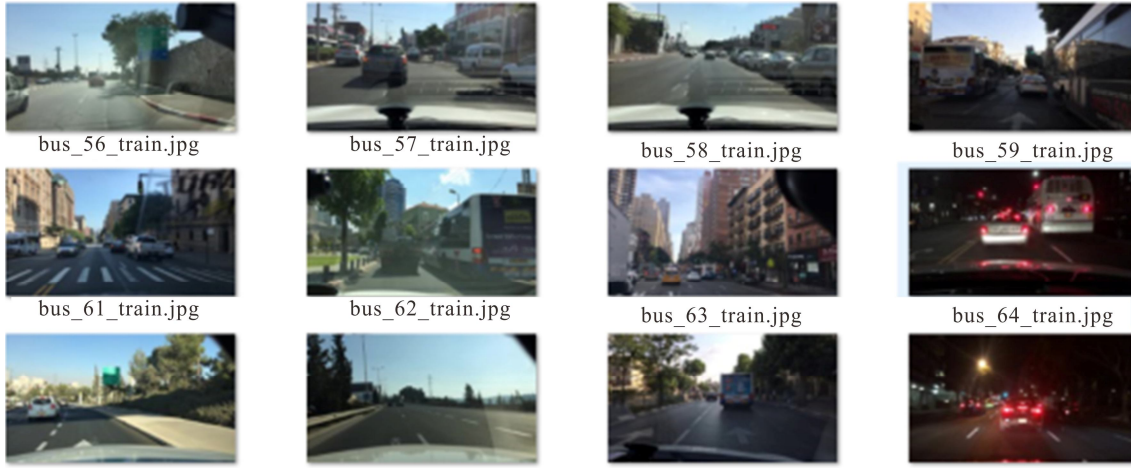 bus_56_train.jpg
bus_57_train.jpg
bus_58_train.jpg
bus_59_train.jpg
bus_61_train.jpg
bus_62_train.jpg
bus_63_train.jpg
bus_64_train.jpg